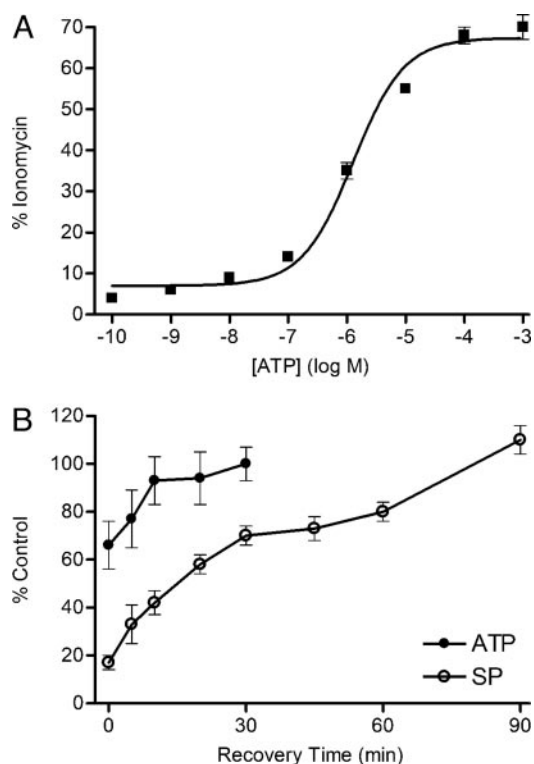 A
% Ionomycin
70
60
50
40
30
20
10
0
-10 -9 -8 -7 -6 -5 -4 -3
[ATP] (log M)
B
% Control
120
100
80
60
40
20
0
ATP
SP
0 30 60 90
Recovery Time (min)